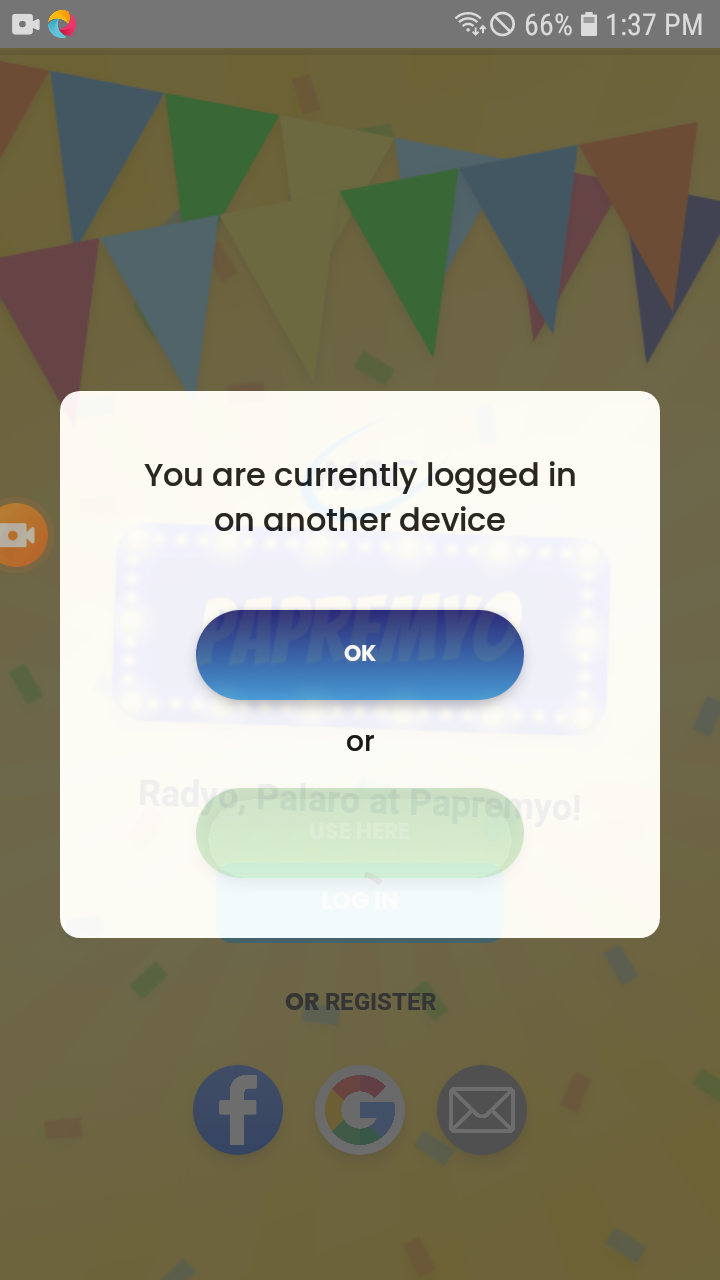 66% 1:37 PM
You are currently logged in
on another device
PAPREMYO
OK
or
Radyo, Palaro at Papremyo!
USE HERE
LOG IN
OR REGISTER